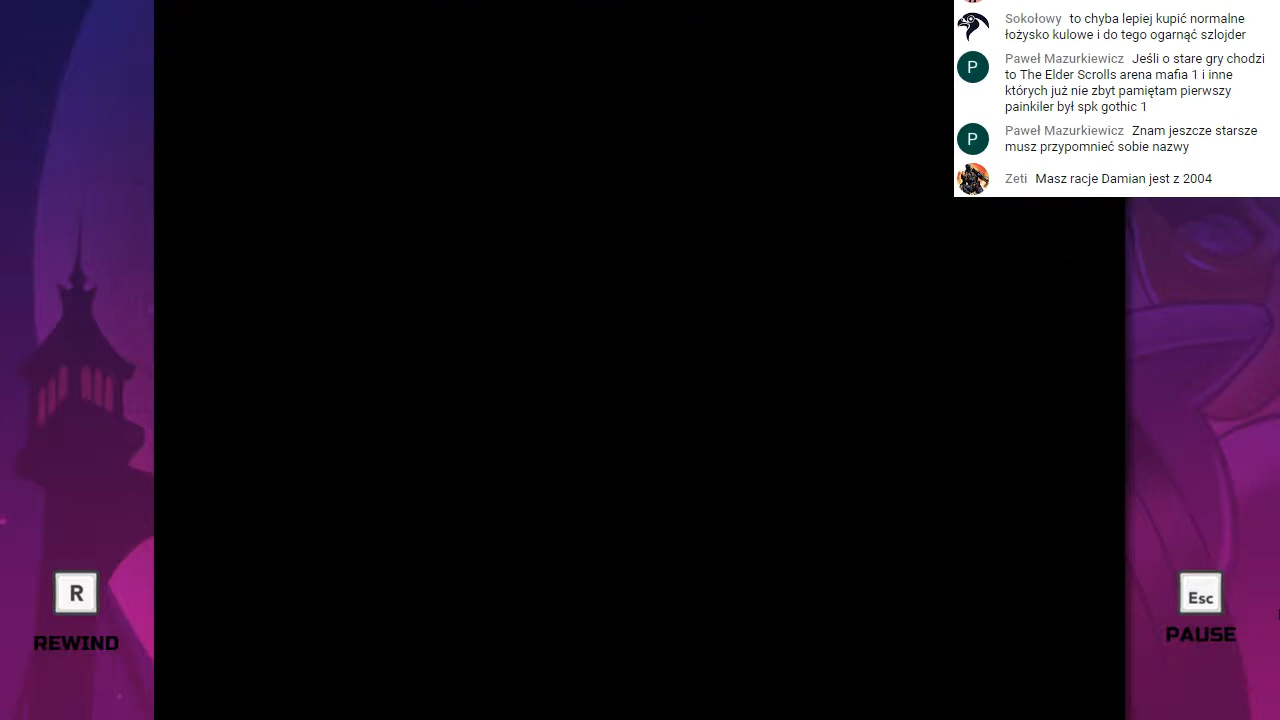 Sokołowy to chyba lepiej kupić normalne
łożysko kulowe i do tego ogarnąć szlojder
Paweł Mazurkiewicz Jeśli o stare gry chodzi
to The Elder Scrolls arena mafia 1 i inne
których już nie zbyt pamiętam pierwszy
painkiler był spk gothic 1
Paweł Mazurkiewicz Znam jeszcze starsze
musz przypomnieć sobie nazwy
Zeti Masz racje Damian jest z 2004
R
REWIND
Esc
PAUSE